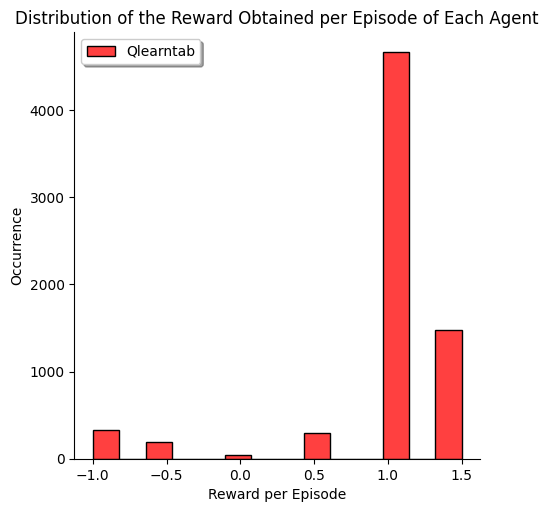 Distribution of the Reward Obtained per Episode of Each Agent
Qlearntab
4000
3000
2000
1000
0
Occurrence
−1.0 −0.5 0.0 0.5 1.0 1.5
Reward per Episode